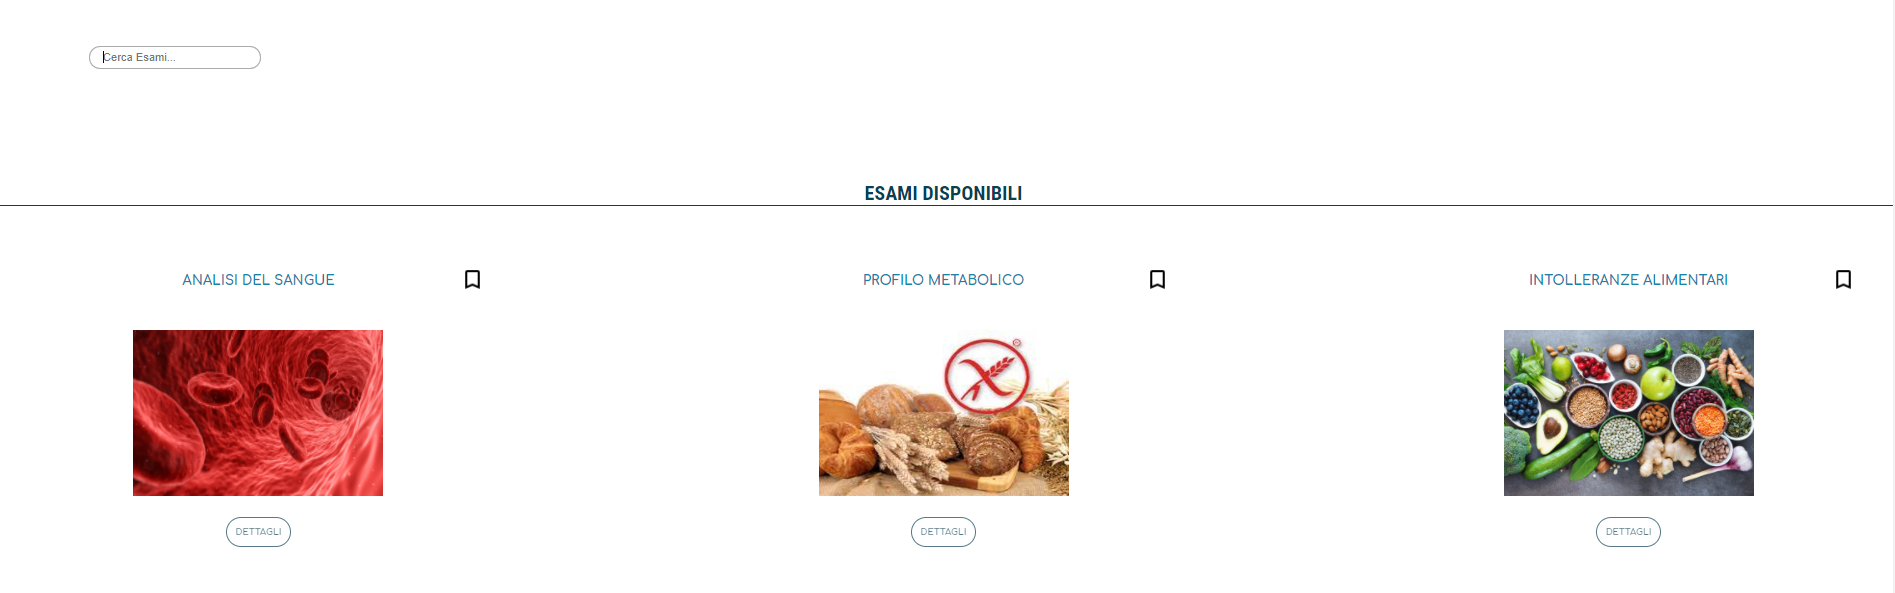 Cerca Esami...
ESAMI DISPONIBILI
ANALISI DEL SANGUE
PROFILO METABOLICO
INTOLLERANZE ALIMENTARI
DETTAGLI
DETTAGLI
DETTAGLI